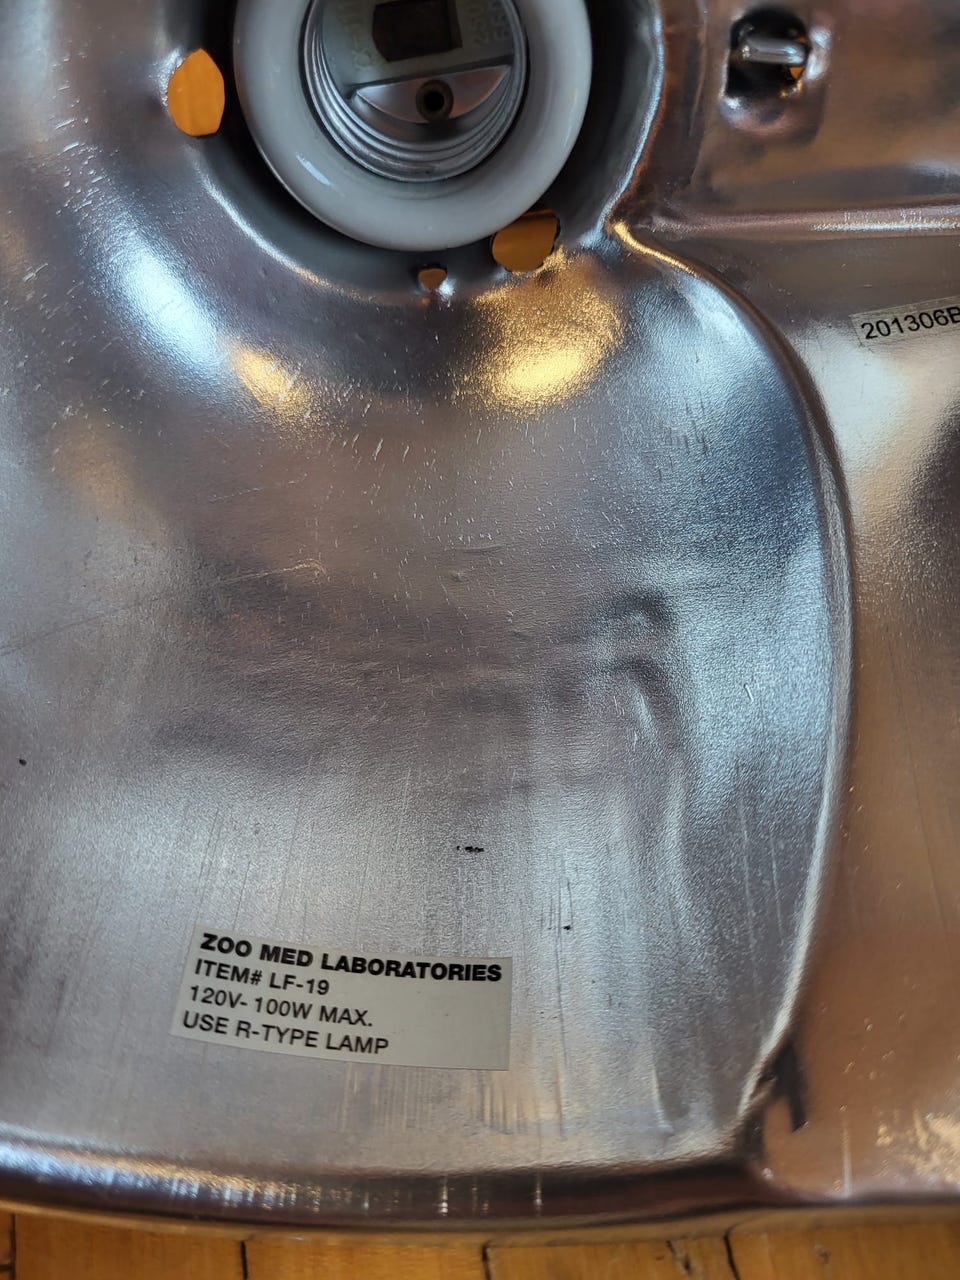 201306B
ZOO MED LABORATORIES
ITEM# LF-19
120V- 100W MAX.
USE R-TYPE LAMP